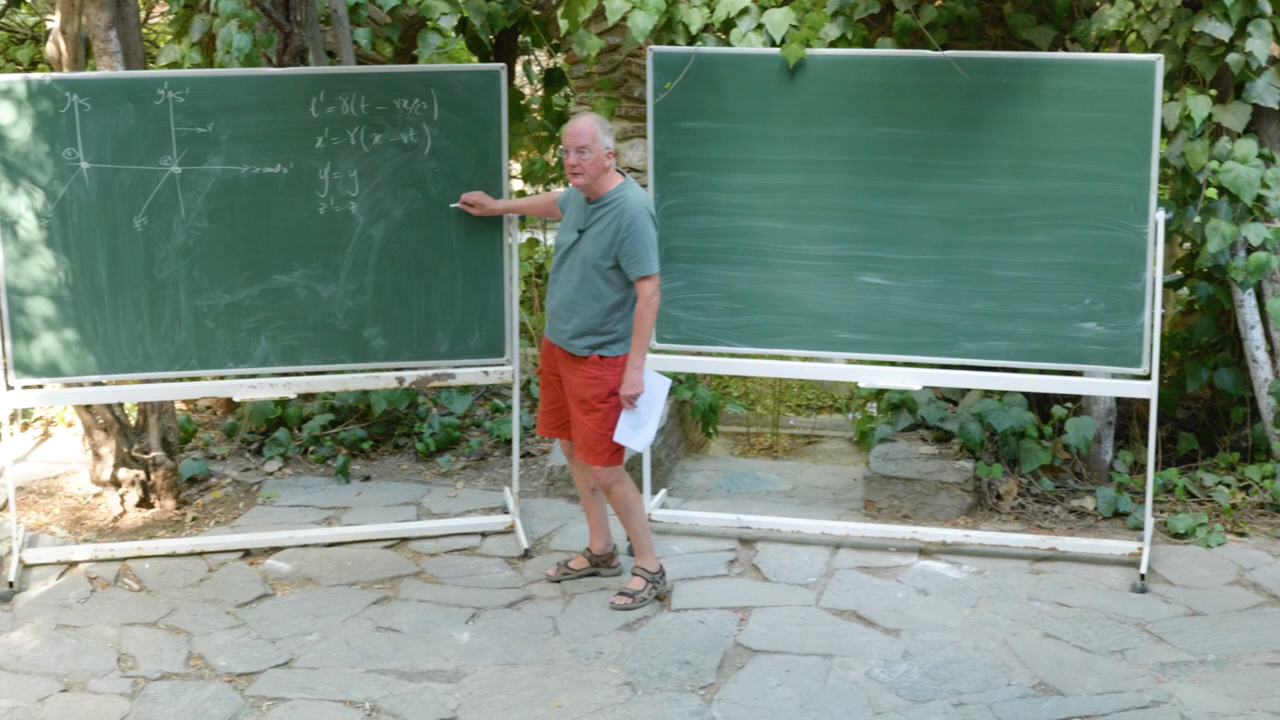 y S
y' S'
v
x and x'
z
z'
t' = γ(t - vx/c²)
x' = γ(x - vt)
y' = y
z' = z